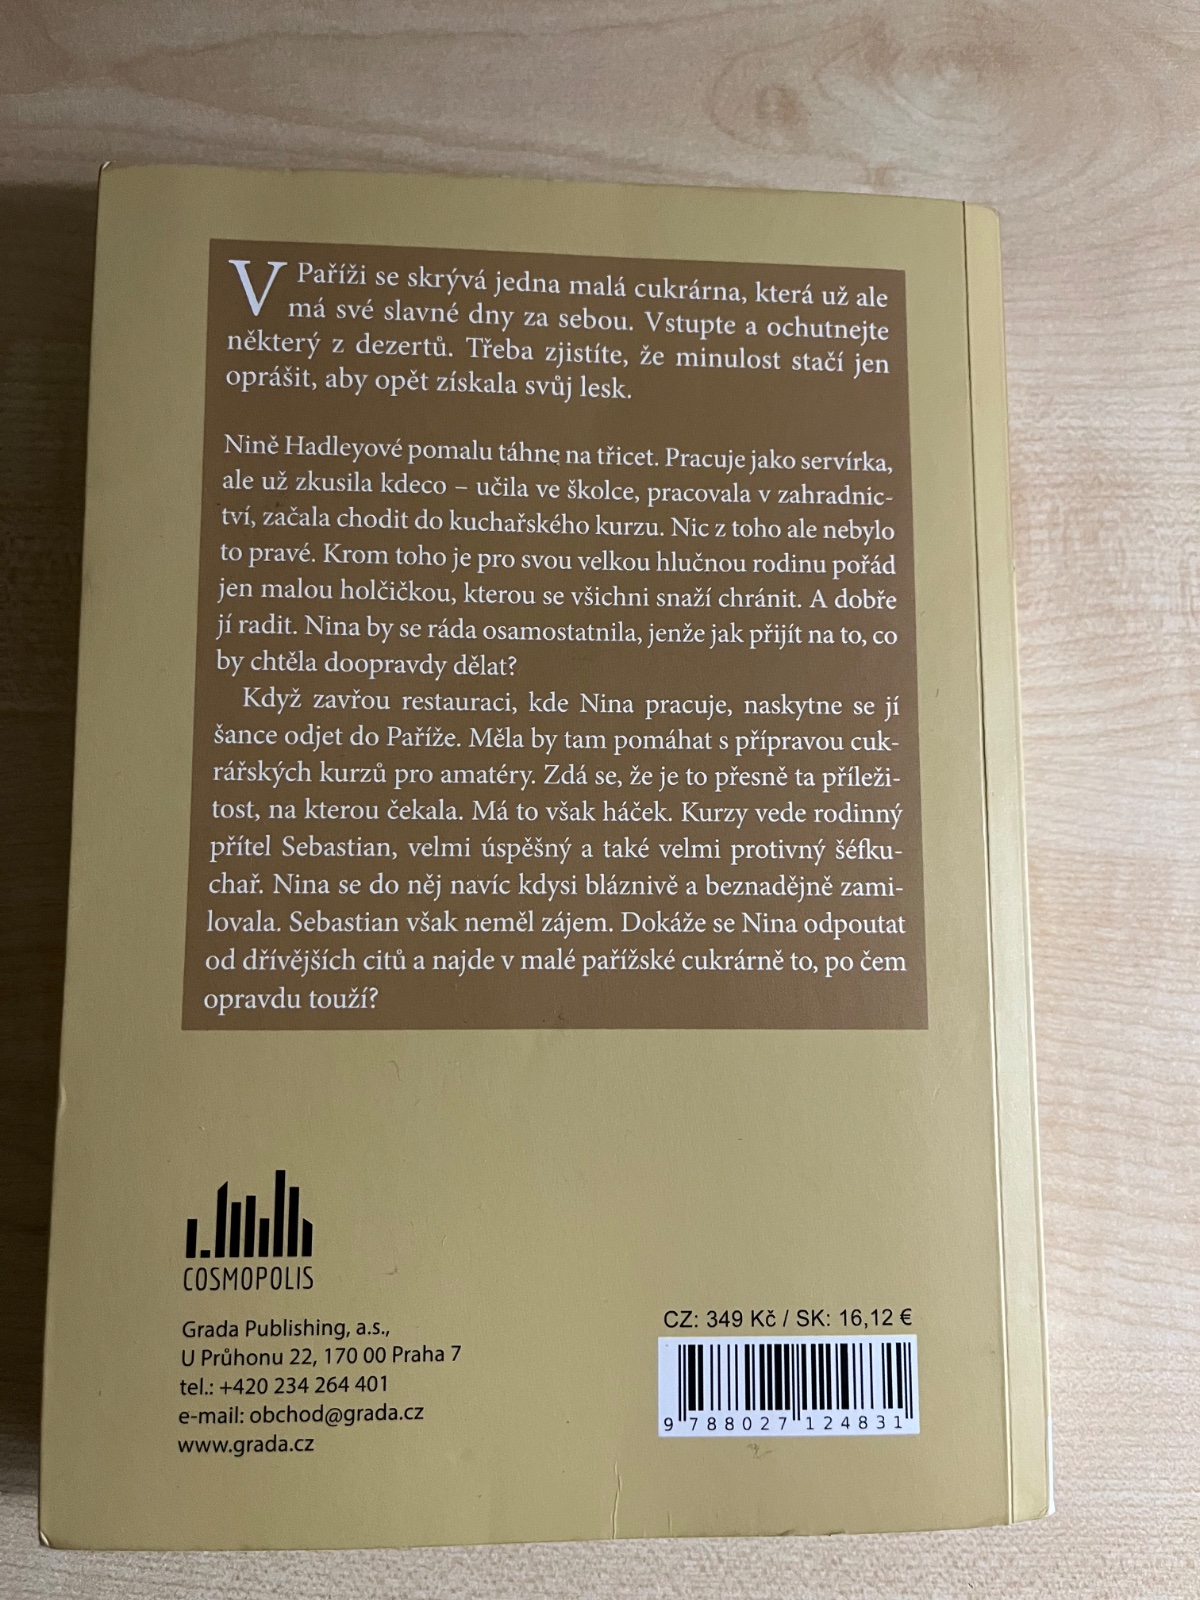 V Paříži se skrývá jedna malá cukrárna, která už ale
má své slavné dny za sebou. Vstupte a ochutnejte
některý z dezertů. Třeba zjistíte, že minulost stačí jen
oprášit, aby opět získala svůj lesk.
Nině Hadleyové pomalu táhne na třicet. Pracuje jako servírka,
ale už zkusila kdeco – učila ve školce, pracovala v zahradnic-
tví, začala chodit do kuchařského kurzu. Nic z toho ale nebylo
to pravé. Krom toho je pro svou velkou hlučnou rodinu pořád
jen malou holčičkou, kterou se všichni snaží chránit. A dobře
jí radit. Nina by se ráda osamostatnila, jenže jak přijít na to, co
by chtěla doopravdy dělat?
Když zavřou restauraci, kde Nina pracuje, naskytne se jí
šance odjet do Paříže. Měla by tam pomáhat s přípravou cuk-
rářských kurzů pro amatéry. Zdá se, že je to přesně ta příleži-
tost, na kterou čekala. Má to však háček. Kurzy vede rodinný
přítel Sebastian, velmi úspěšný a také velmi protivný šéfku-
chař. Nina se do něj navíc kdysi bláznivě a beznadějně zami-
lovala. Sebastian však neměl zájem. Dokáže se Nina odpoutat
od dřívějších citů a najde v malé pařížské cukrárně to, po čem
opravdu touží?
COSMOPOLIS
Grada Publishing, a.s.,
U Průhonu 22, 170 00 Praha 7
tel.: +420 234 264 401
e-mail: obchod@grada.cz
www.grada.cz
CZ: 349 Kč / SK: 16,12 €
9 788027 124831